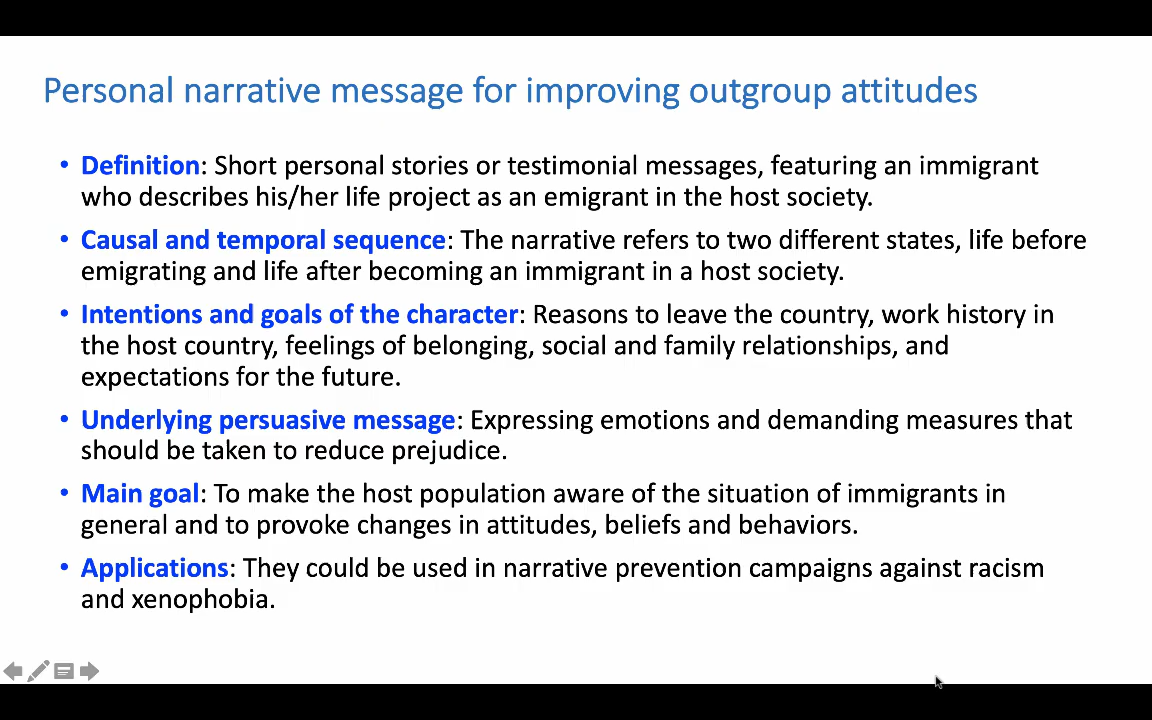 Personal narrative message for improving outgroup attitudes
• Definition: Short personal stories or testimonial messages, featuring an immigrant
who describes his/her life project as an emigrant in the host society.
• Causal and temporal sequence: The narrative refers to two different states, life before
emigrating and life after becoming an immigrant in a host society.
• Intentions and goals of the character: Reasons to leave the country, work history in
the host country, feelings of belonging, social and family relationships, and
expectations for the future.
• Underlying persuasive message: Expressing emotions and demanding measures that
should be taken to reduce prejudice.
• Main goal: To make the host population aware of the situation of immigrants in
general and to provoke changes in attitudes, beliefs and behaviors.
• Applications: They could be used in narrative prevention campaigns against racism
and xenophobia.